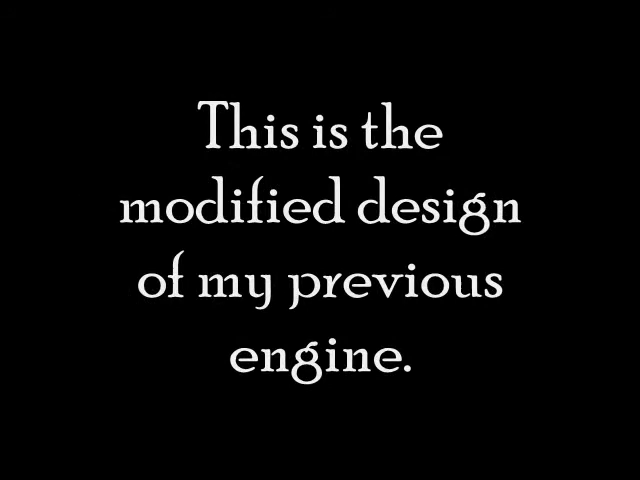 This is the
modified design
of my previous
engine.